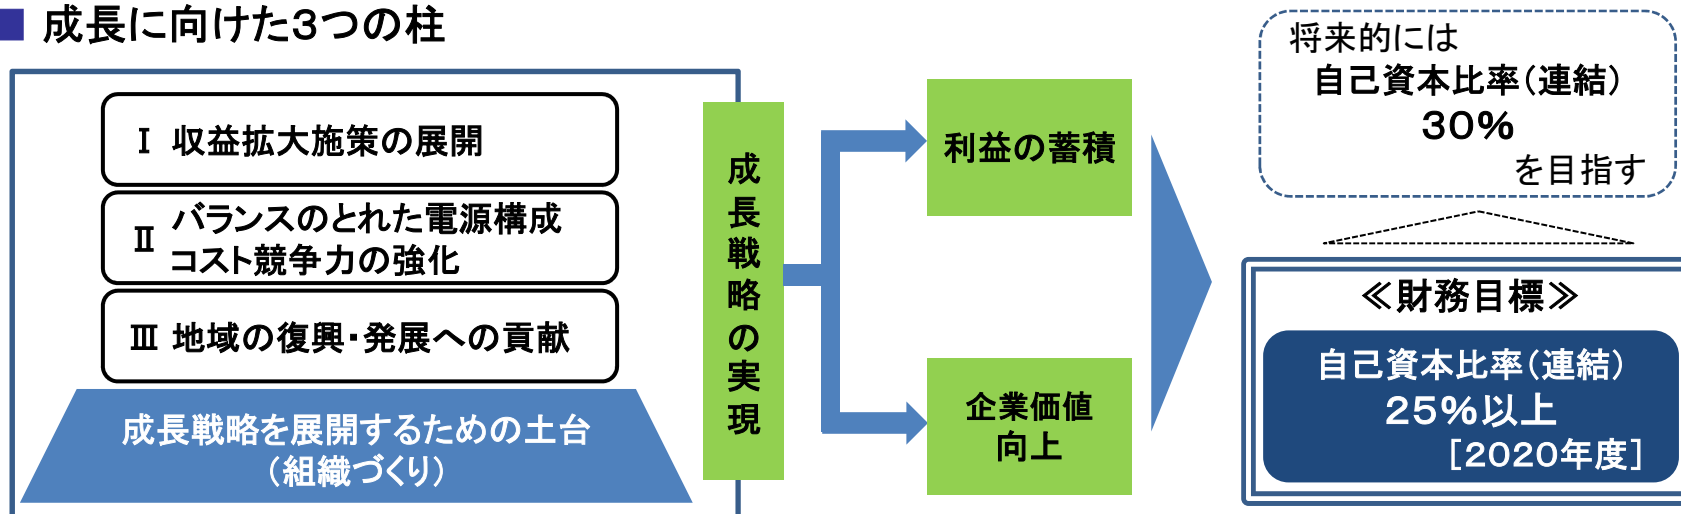 ■ 成長に向けた3つの柱
Ⅰ 収益拡大施策の展開
Ⅱ バランスのとれた電源構成
コスト競争力の強化
Ⅲ 地域の復興・発展への貢献
成長戦略を展開するための土台
(組織づくり)
成長戦略の実現
利益の蓄積
企業価値
向上
将来的には
自己資本比率(連結)
30%
を目指す
≪財務目標≫
自己資本比率(連結)
25%以上
[2020年度]